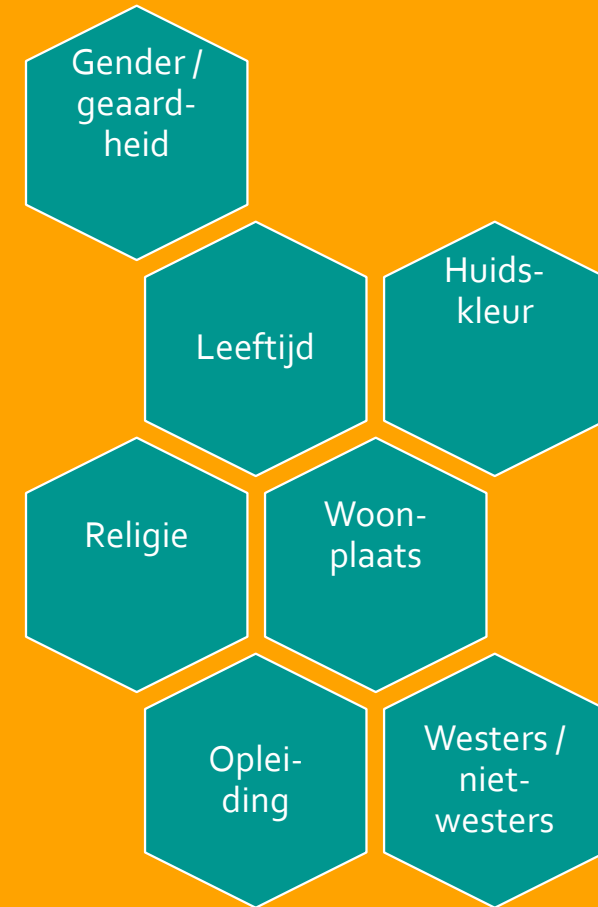 Gender /
geaard-
heid
Leeftijd
Huids-
kleur
Religie
Woon-
plaats
Oplei-
ding
Westers /
niet-
westers